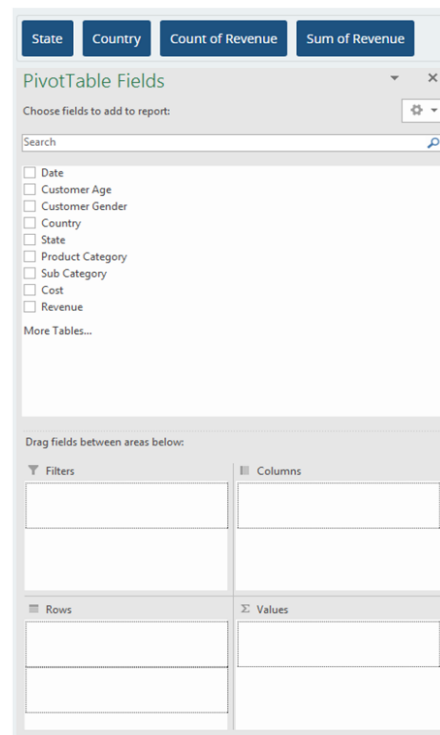 State Country Count of Revenue Sum of Revenue
PivotTable Fields
Choose fields to add to report:
Search
Date
Customer Age
Customer Gender
Country
State
Product Category
Sub Category
Cost
Revenue
More Tables...
Drag fields between areas below:
Filters Columns
Rows Σ Values